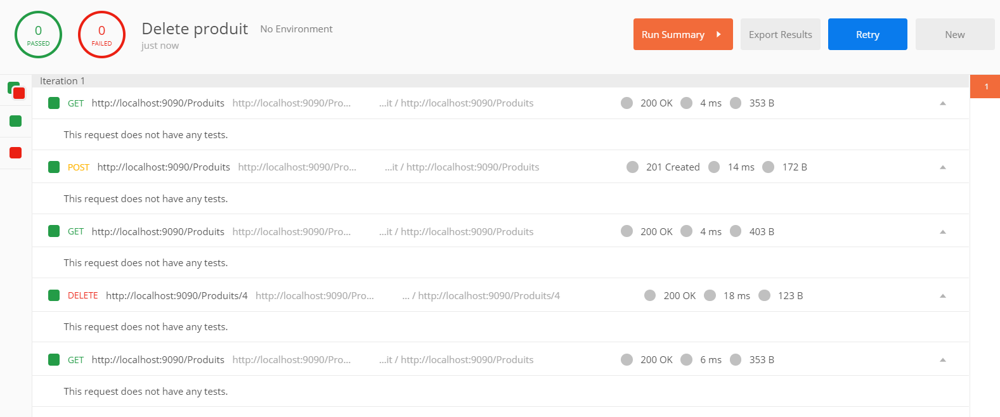 0
PASSED
0
FAILED
Delete produit No Environment
just now
Run Summary
Export Results
Retry
New
Iteration 1
1
GET http://localhost:9090/Produits http://localhost:9090/Pro... ...it / http://localhost:9090/Produits 200 OK 4 ms 353 B
This request does not have any tests.
POST http://localhost:9090/Produits http://localhost:9090/Pro... ...it / http://localhost:9090/Produits 201 Created 14 ms 172 B
This request does not have any tests.
GET http://localhost:9090/Produits http://localhost:9090/Pro... ...it / http://localhost:9090/Produits 200 OK 4 ms 403 B
This request does not have any tests.
DELETE http://localhost:9090/Produits/4 http://localhost:9090/Pro... ... / http://localhost:9090/Produits/4 200 OK 18 ms 123 B
This request does not have any tests.
GET http://localhost:9090/Produits http://localhost:9090/Pro... ...it / http://localhost:9090/Produits 200 OK 6 ms 353 B
This request does not have any tests.